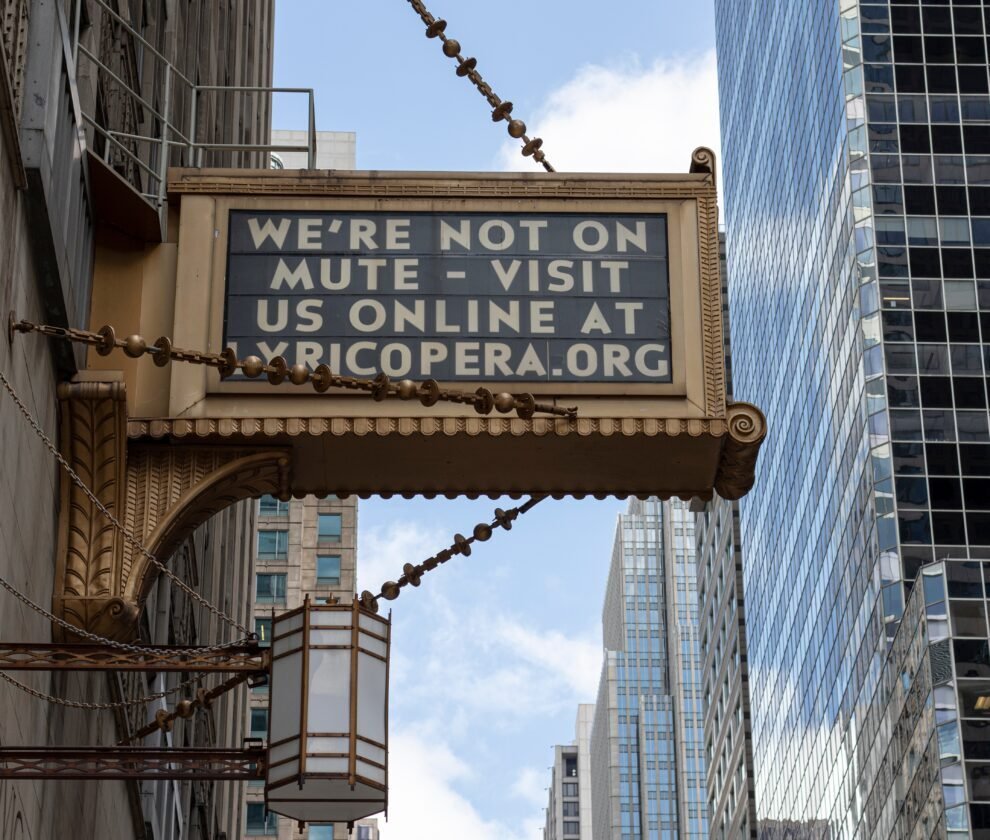 WE'RE NOT ON
MUTE - VISIT
US ONLINE AT
LYRICOPERA.ORG